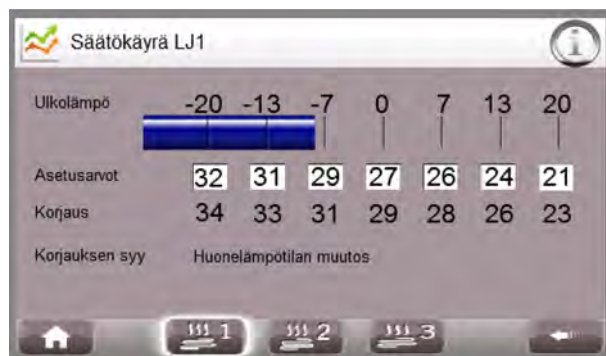 Säätökäyrä LJ1
Ulkolämpö -20 -13 -7 0 7 13 20
Asetusarvot 32 31 29 27 26 24 21
Korjaus 34 33 31 29 28 26 23
Korjauksen syy Huonelämpötilan muutos
1 2 3